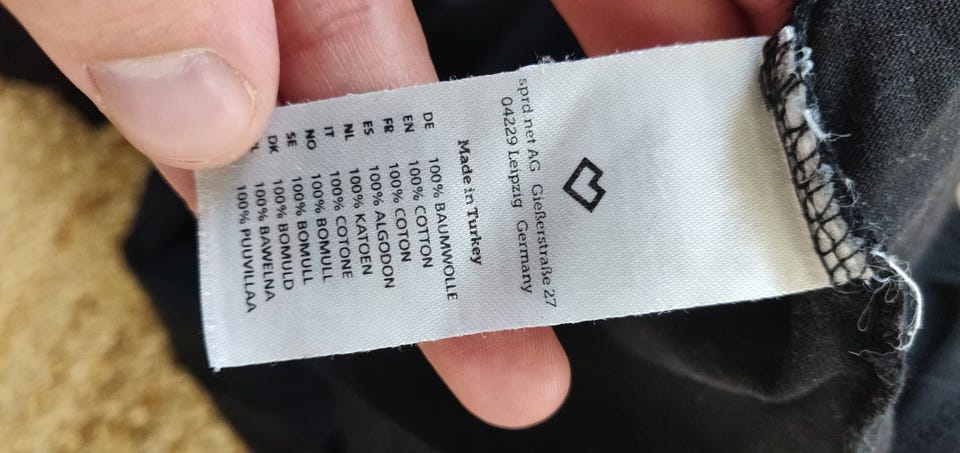 sprd.net AG Gießerstraße 27
04229 Leipzig Germany
Made in Turkey
DE 100% BAUMWOLLE
EN 100% COTTON
FR 100% COTON
ES 100% ALGODON
NL 100% KATOEN
IT 100% COTONE
NO 100% BOMULL
SE 100% BOMULL
DK 100% BOMULD
100% BAWELNA
100% PUUVILLAA